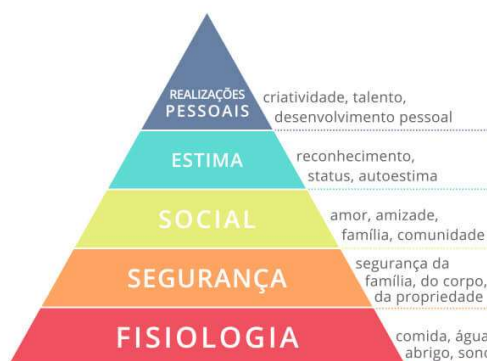 REALIZAÇÕES
PESSOAIS
criatividade, talento,
desenvolvimento pessoal
ESTIMA
reconhecimento,
status, autoestima
SOCIAL
amor, amizade,
família, comunidade
SEGURANÇA
segurança da
família, do corpo,
da propriedade
FISIOLOGIA
comida, água
abrigo, sono